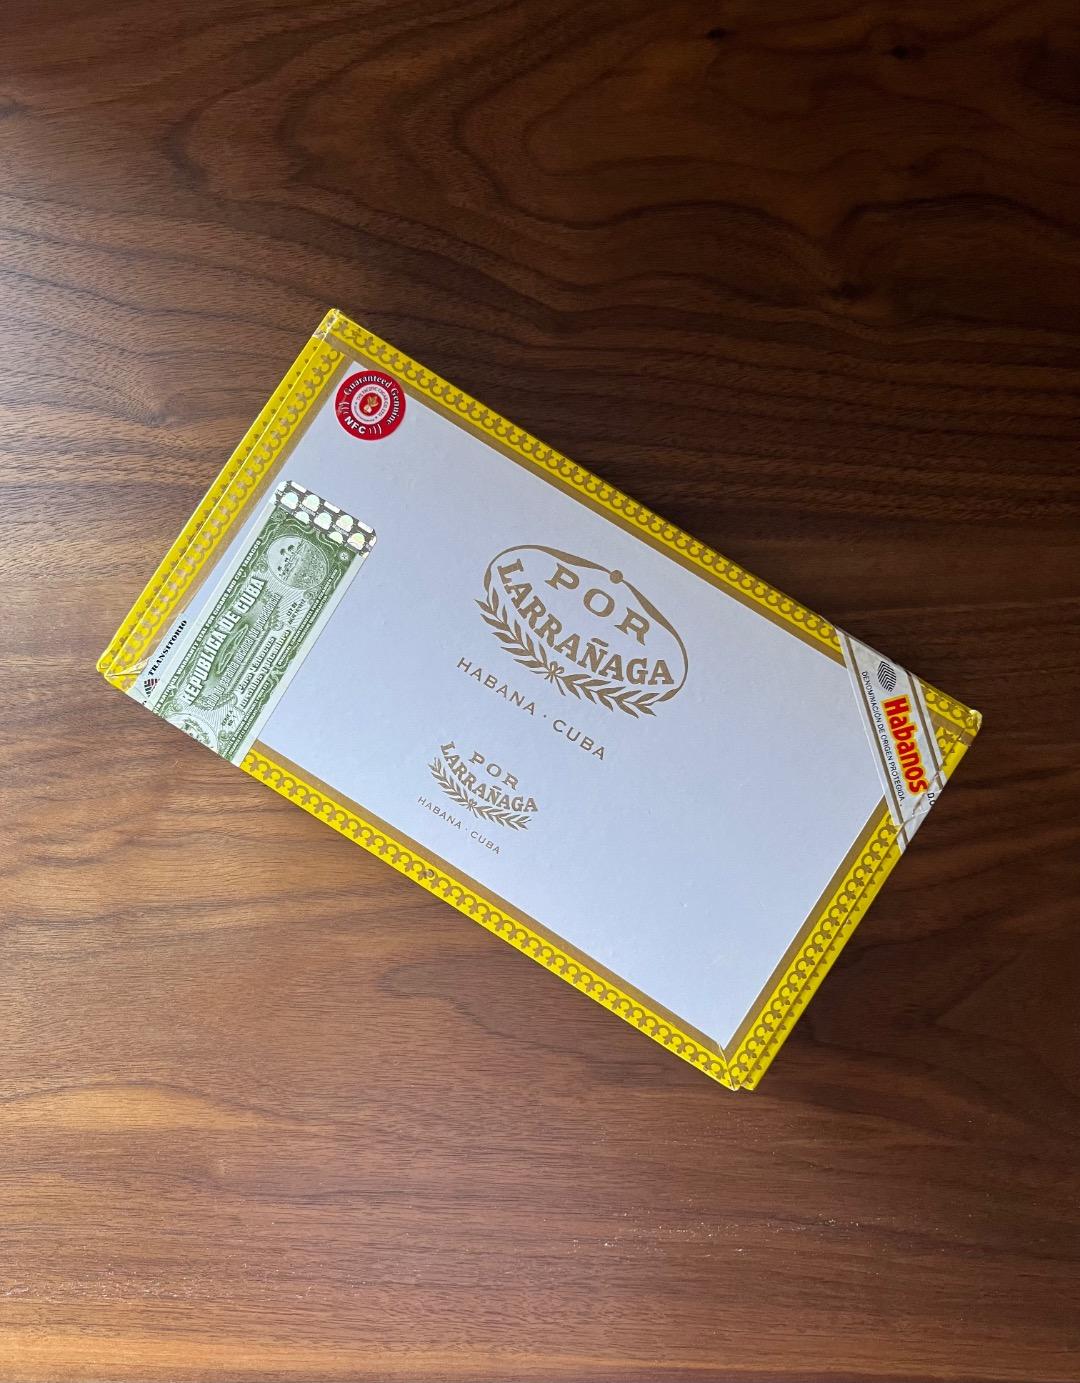 Guaranteed Genuine
NFC
TRANSITORIO
REPUBLICA DE CUBA
POR
LARRAÑAGA
HABANA · CUBA
POR
LARRAÑAGA
HABANA · CUBA
Habanos
DENOMINACIÓN DE ORIGEN PROTEGIDA